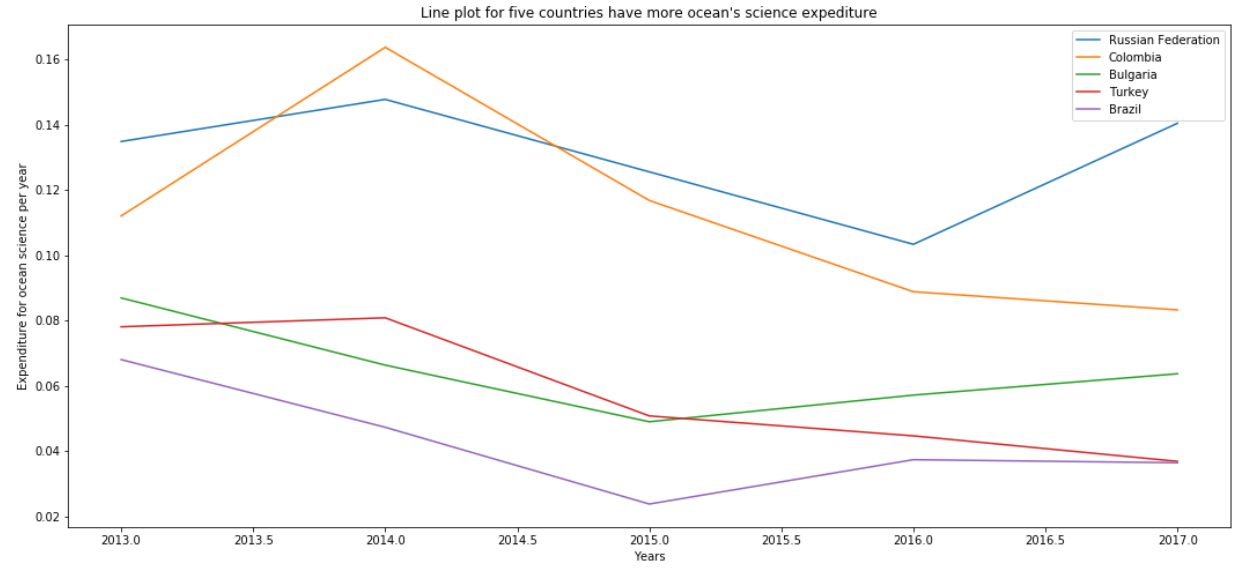 Line plot for five countries have more ocean's science expediture
Russian Federation
Colombia
Bulgaria
Turkey
Brazil
Expenditure for ocean science per year
0.16
0.14
0.12
0.10
0.08
0.06
0.04
0.02
2013.0 2013.5 2014.0 2014.5 2015.0 2015.5 2016.0 2016.5 2017.0
Years